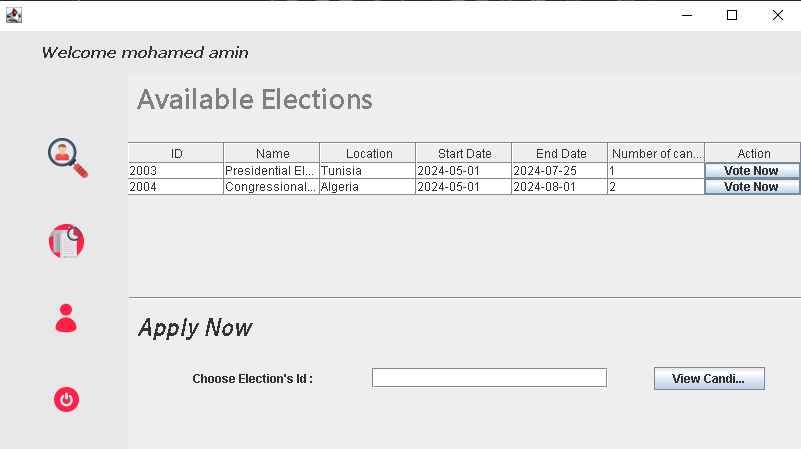 Welcome mohamed amin
Available Elections
ID Name Location Start Date End Date Number of can... Action
2003 Presidential El... Tunisia 2024-05-01 2024-07-25 1 Vote Now
2004 Congressional... Algeria 2024-05-01 2024-08-01 2 Vote Now
Apply Now
Choose Election's Id : View Candi...